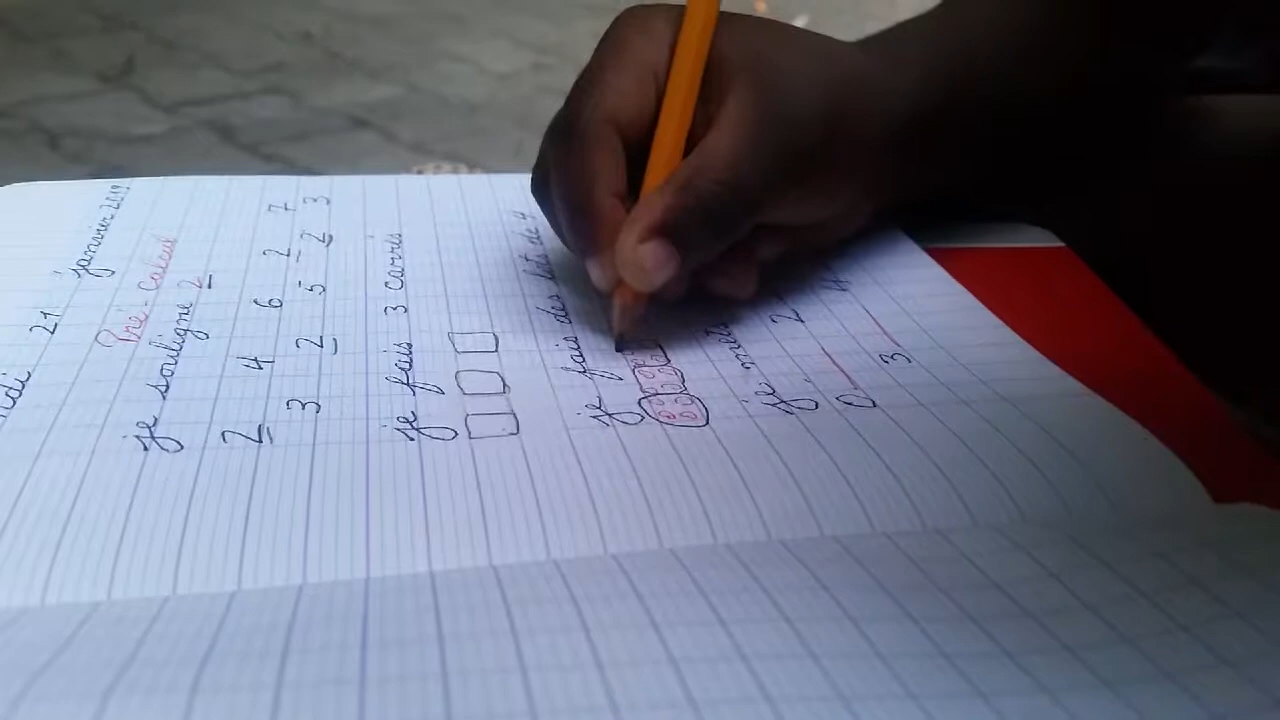 21 janvier 2019
Pré-Calcul
je souligne 2
2 4 6 2 7
3 2 5 2 3
je fais 3 carrés
je fais des lots de 4
je mets
0 2 4
3